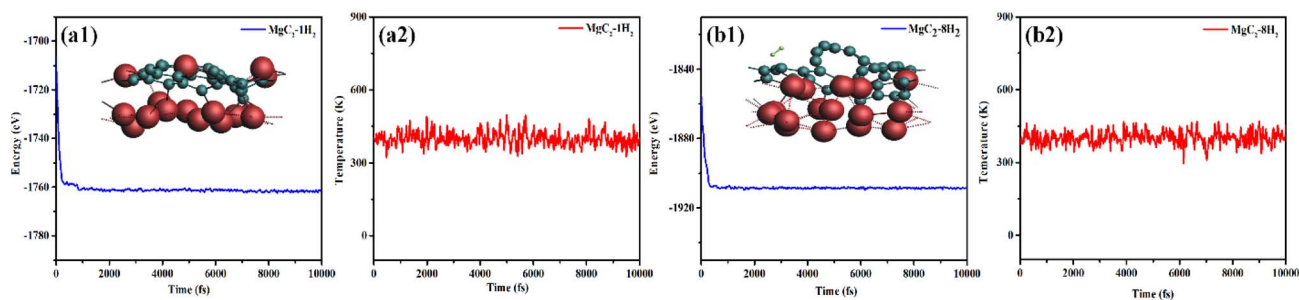 (a1)
MgC₂-1H₂
-1700
-1720
-1740
-1760
-1780
Energy (eV)
0 2000 4000 6000 8000 10000
Time (fs)
(a2)
MgC₂-1H₂
900
600
300
0
Temperature (K)
0 2000 4000 6000 8000 10000
Time (fs)
(b1)
MgC₂-8H₂
-1840
-1880
-1920
Energy (eV)
0 2000 4000 6000 8000 10000
Time (fs)
(b2)
MgC₂-8H₂
900
600
300
0
Temerature (K)
0 2000 4000 6000 8000 10000
Time (fs)